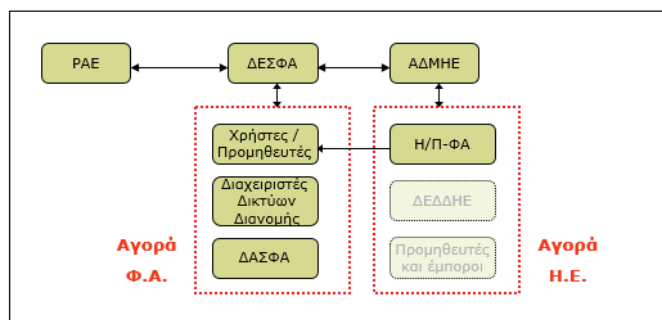 ΡΑΕ
ΔΕΣΦΑ
ΑΔΜΗΕ
Χρήστες /
Προμηθευτές
Η/Π-ΦΑ
Διαχειριστές
Δικτύων
Διανομής
ΔΕΔΔΗΕ
Αγορά
Φ.Α.
ΔΑΣΦΑ
Προμηθευτές
και έμποροι
Αγορά
Η.Ε.